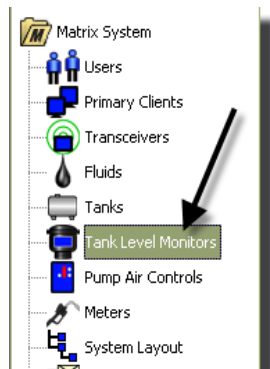 Matrix System
Users
Primary Clients
Transceivers
Fluids
Tanks
Tank Level Monitors
Pump Air Controls
Meters
System Layout